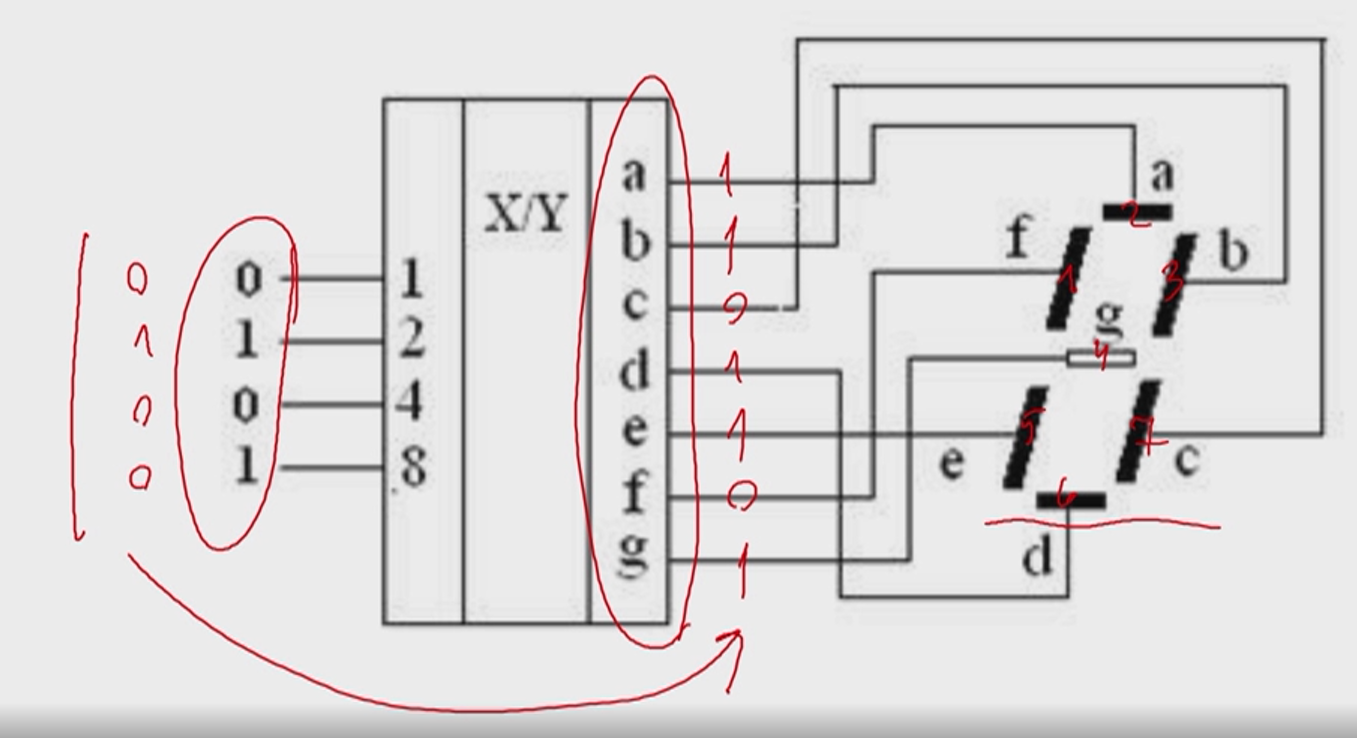 a 1 a
X/Y
f 2
b 1 b
0 0 1 1 3
c 0 g
1 1 2
d 1 4
0 0 4
e 1 5 7
e c
0 1 8
f 0 6
g 1 d